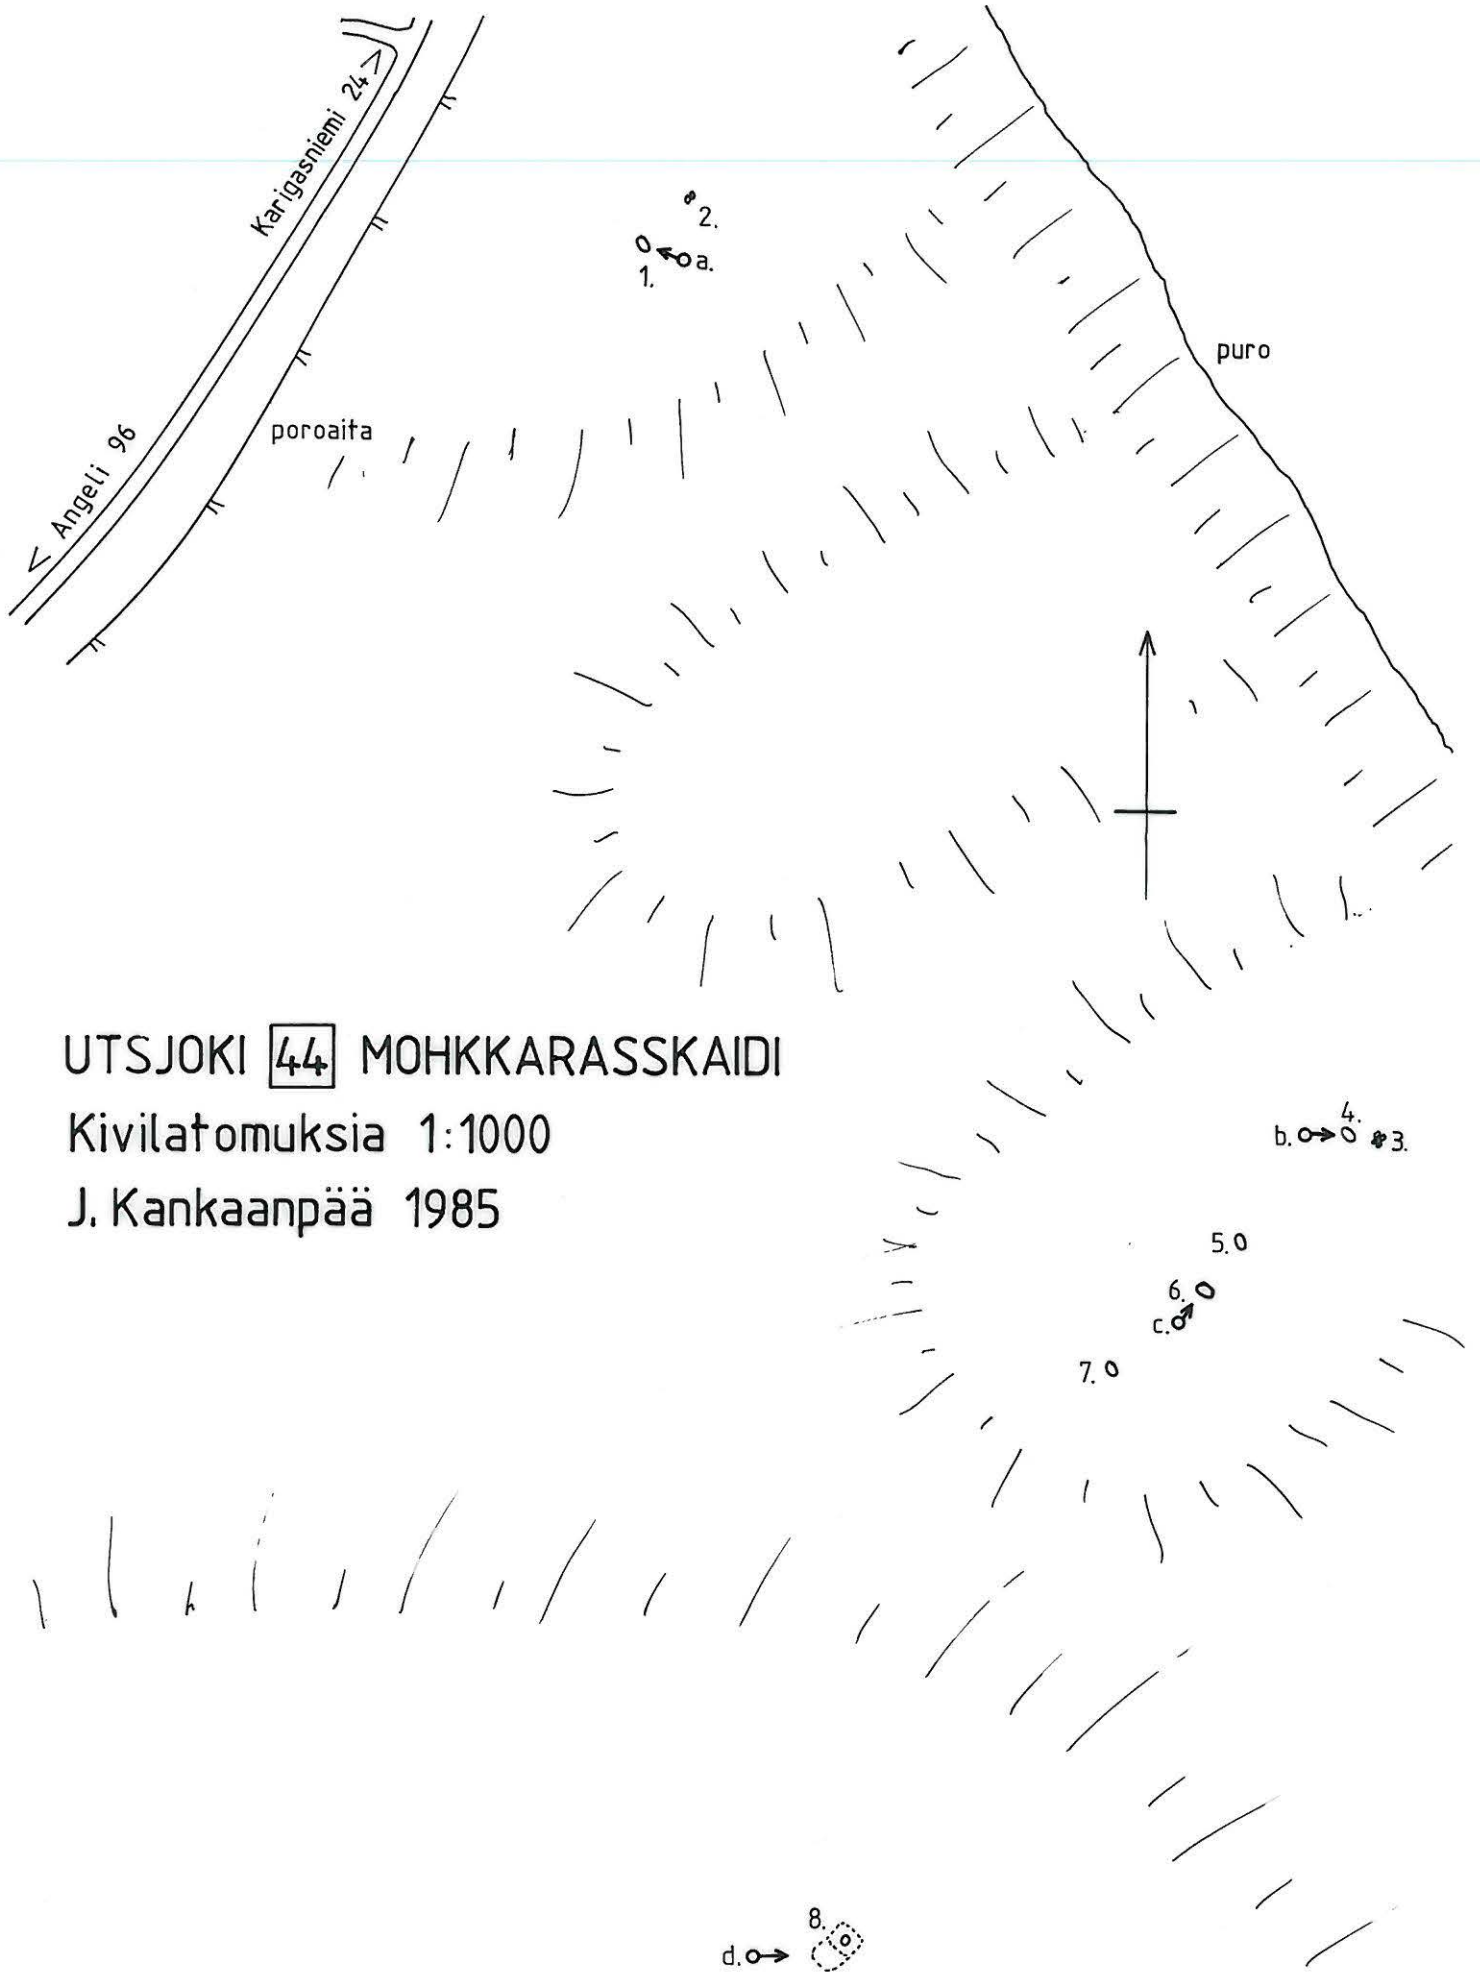 Karigasniemi 24 >
2.
1.
a.
puro
poroaita
< Angeli 96
UTSJOKI 44 MOHKKARASSKAIDI
Kivilatomuksia 1:1000
J. Kankaanpää 1985
4.
b. 3.
5.
6.
c.
7.
8.
d.